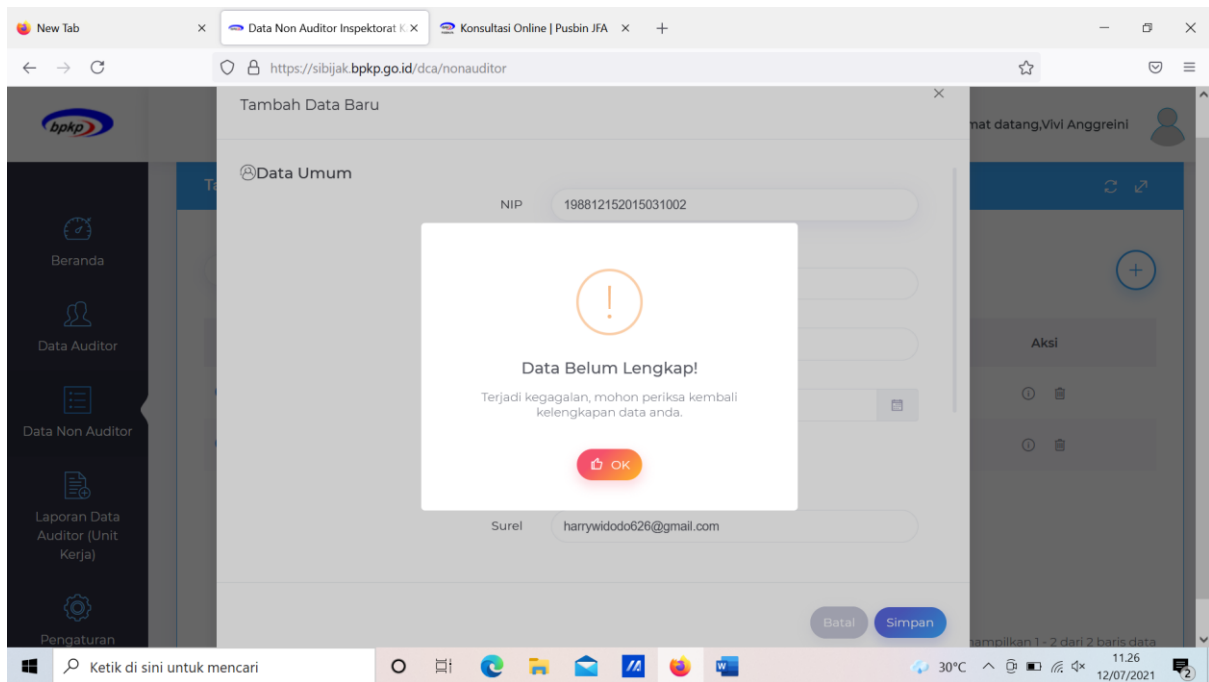 New Tab
Data Non Auditor Inspektorat K
Konsultasi Online | Pusbin JFA
https://sibijak.bpkp.go.id/dca/nonauditor
bpkp
Tambah Data Baru
mat datang,Vivi Anggreini
Data Umum
Ta
NIP
198812152015031002
Beranda
Data Auditor
Aksi
Data Belum Lengkap!
Terjadi kegagalan, mohon periksa kembali
kelengkapan data anda.
Data Non Auditor
OK
Laporan Data
Auditor (Unit
Kerja)
Surel
harrywidodo626@gmail.com
Pengaturan
Batal
Simpan
nampilkan 1 - 2 dari 2 baris data
Ketik di sini untuk mencari
30°C
11.26
12/07/2021
2